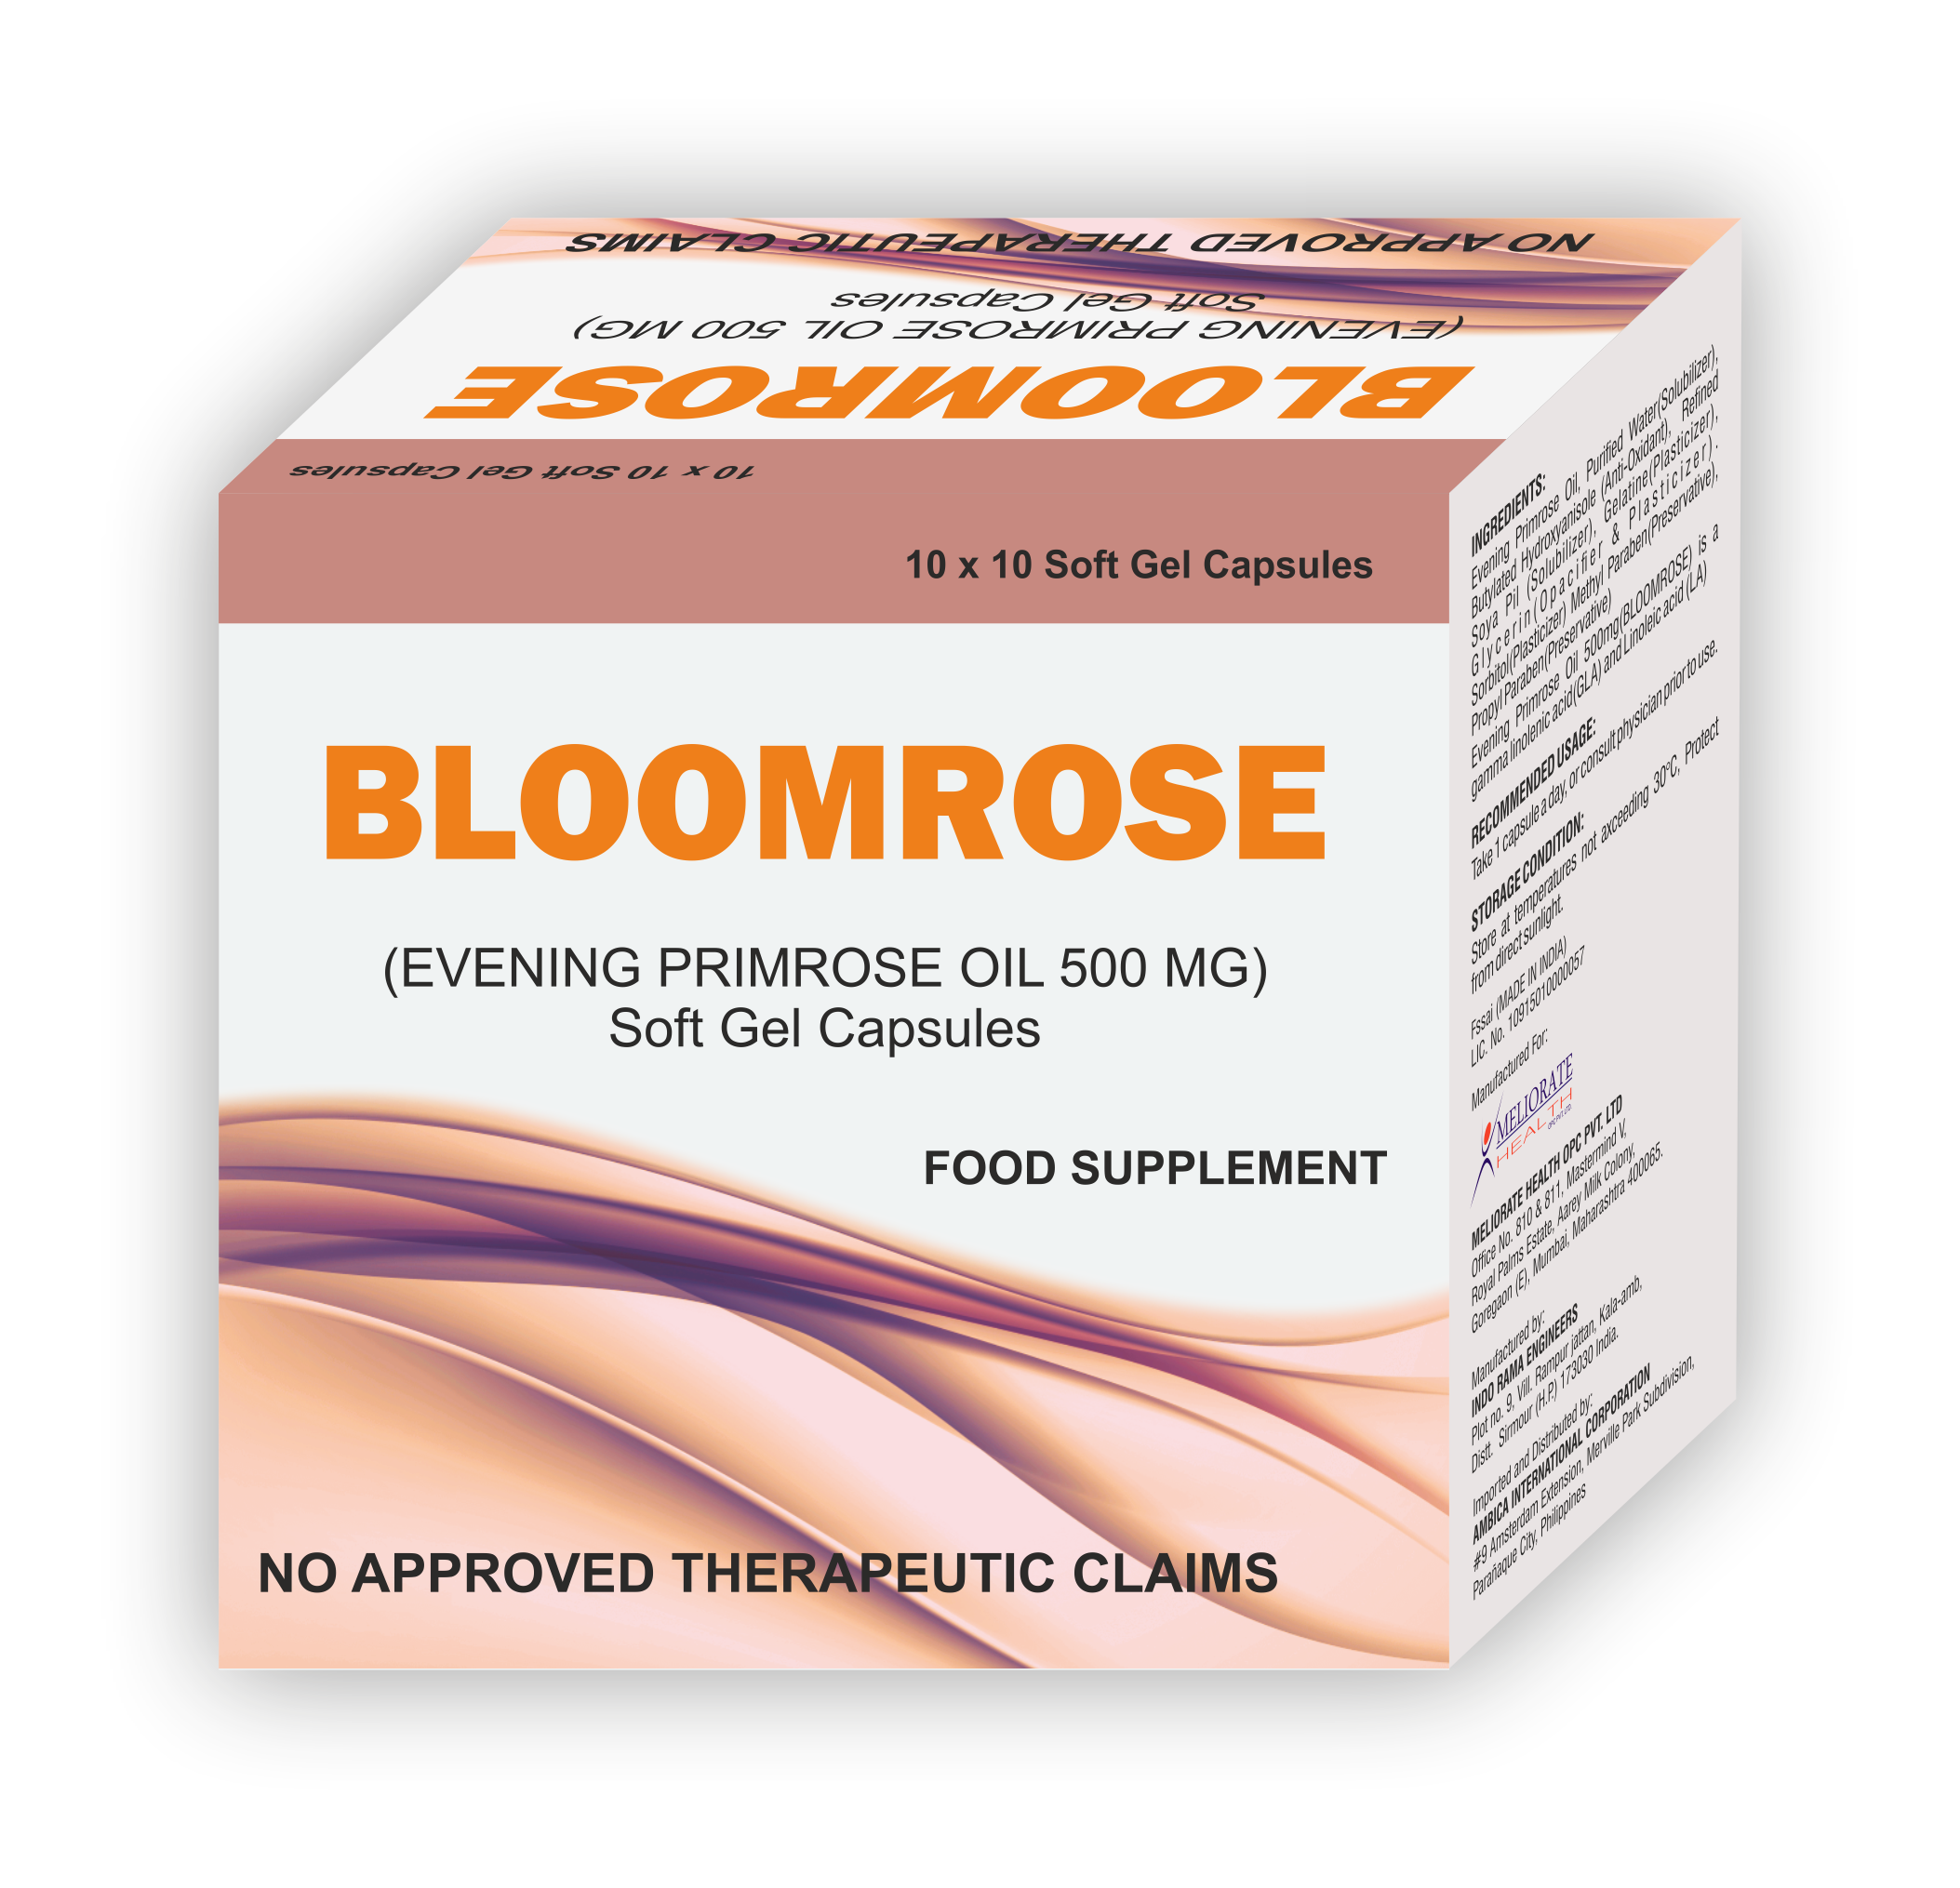 NO APPROVED THERAPEUTIC CLAIMS
Soft Gel Capsules
(EVENING PRIMROSE OIL 500 MG)
BLOOMROSE
10 x 10 Soft Gel Capsules
10 x 10 Soft Gel Capsules
BLOOMROSE
(EVENING PRIMROSE OIL 500 MG)
Soft Gel Capsules
FOOD SUPPLEMENT
NO APPROVED THERAPEUTIC CLAIMS
INGREDIENTS:
Evening Primrose Oil, Purified Water(Solubilizer),
Butylated Hydroxyanisole (Anti-Oxidant), Refined
Soya Pil (Solubilizer), Gelatine(Plasticizer),
Glycerin(Opacifier & Plasticizer).
Sorbitol(Plasticizer) Methyl Paraben(Preservative),
Propyl Paraben(Preservative)
Evening Primrose Oil 500mg(BLOOMROSE) is a
gamma linolenic acid(GLA) and Linoleic acid (LA)
RECOMMENDED USAGE:
Take 1 capsule a day, or consult physician prior to use.
STORAGE CONDITION:
Store at temperatures not axceeding 30°C, Protect
from direct sunlight.
Fssai (MADE IN INDIA)
LIC. No. 10915010000057
Manufactured For:
MELIORATE
HEALTH
OPC PVT. LTD.
MELIORATE HEALTH OPC PVT. LTD
Office No. 810 & 811, Mastermind V,
Royal Palms Estate, Aarey Milk Colony,
Goregaon (E), Mumbai, Maharashtra 400065.
Manufactured by:
INDO RAMA ENGINEERS
Plot no. 9, Vill. Rampur jattan, Kala-amb,
Distt. Sirmour (H.P.) 173030 India.
Imported and Distributed by:
AMBICA INTERNATIONAL CORPORATION
#9 Amsterdam Extension, Merville Park Subdivision,
Parañaque City, Philippines